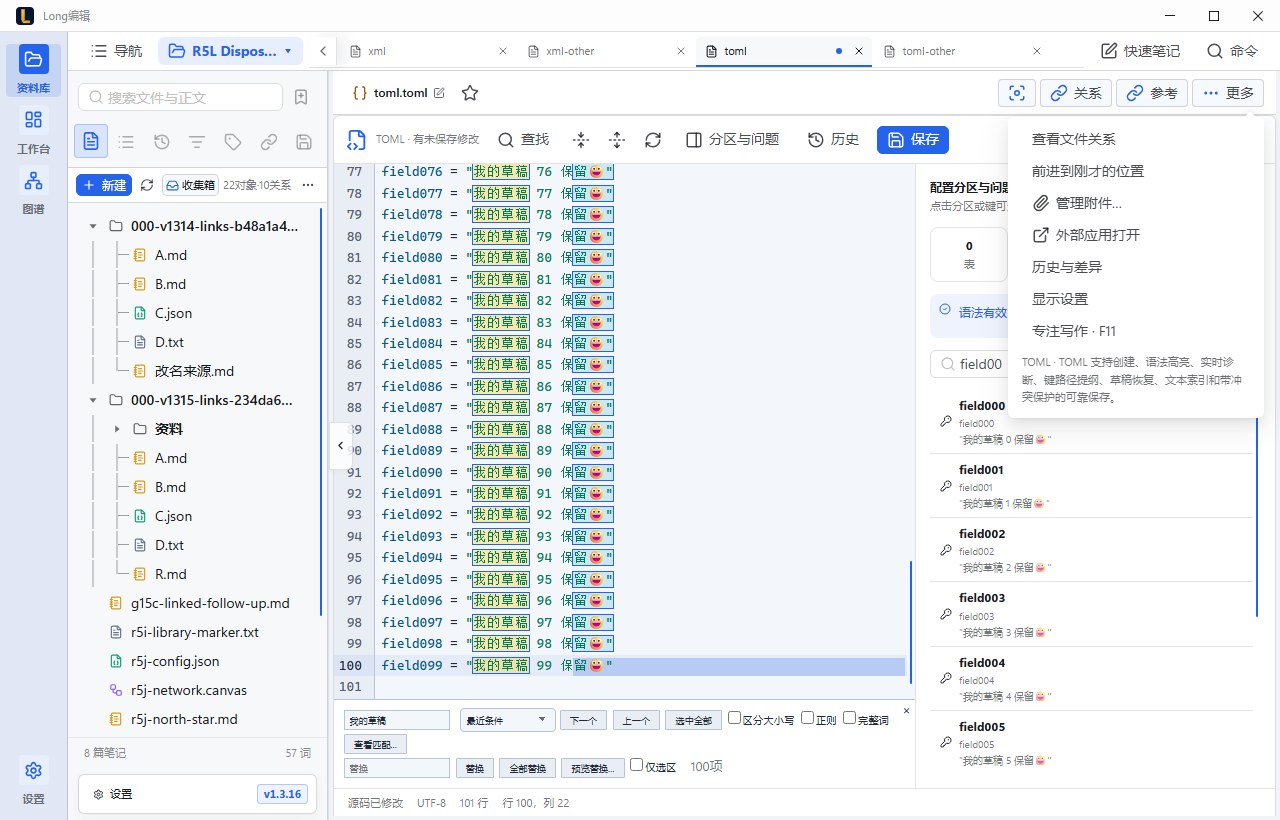 Long编辑
资料库
工作台
图谱
设置
导航
R5L Dispos...
xml
xml-other
toml
toml-other
快速笔记
命令
搜索文件与正文
新建
收集箱
22对象·10关系
000-v1314-links-b48a1a4...
A.md
B.md
C.json
D.txt
改名来源.md
000-v1315-links-234da6...
资料
A.md
B.md
C.json
D.txt
R.md
g15c-linked-follow-up.md
r5i-library-marker.txt
r5j-config.json
r5j-network.canvas
r5j-north-star.md
8 篇笔记
57 词
设置
v1.3.16
{} toml.toml
关系
参考
更多
TOML · 有未保存修改
查找
分区与问题
历史
保存
77 field076 = "我的草稿 76 保留😀"
78 field077 = "我的草稿 77 保留😀"
79 field078 = "我的草稿 78 保留😀"
80 field079 = "我的草稿 79 保留😀"
81 field080 = "我的草稿 80 保留😀"
82 field081 = "我的草稿 81 保留😀"
83 field082 = "我的草稿 82 保留😀"
84 field083 = "我的草稿 83 保留😀"
85 field084 = "我的草稿 84 保留😀"
86 field085 = "我的草稿 85 保留😀"
87 field086 = "我的草稿 86 保留😀"
88 field087 = "我的草稿 87 保留😀"
89 field088 = "我的草稿 88 保留😀"
90 field089 = "我的草稿 89 保留😀"
91 field090 = "我的草稿 90 保留😀"
92 field091 = "我的草稿 91 保留😀"
93 field092 = "我的草稿 92 保留😀"
94 field093 = "我的草稿 93 保留😀"
95 field094 = "我的草稿 94 保留😀"
96 field095 = "我的草稿 95 保留😀"
97 field096 = "我的草稿 96 保留😀"
98 field097 = "我的草稿 97 保留😀"
99 field098 = "我的草稿 98 保留😀"
100 field099 = "我的草稿 99 保留😀"
101
我的草稿
最近条件
下一个
上一个
选中全部
区分大小写
正则
完整词
查看匹配...
替换
替换
全部替换
预览替换...
仅选区
100项
源码已修改
UTF-8
101 行
行 100，列 22
配置分区与问题
点击分区或键可
0
表
语法有效
field00
查看文件关系
前进到刚才的位置
管理附件...
外部应用打开
历史与差异
显示设置
专注写作 · F11
TOML · TOML 支持创建、语法高亮、实时诊
断、键路径提纲、草稿恢复、文本索引和带冲
突保护的可靠保存。
field000
field000
"我的草稿 0 保留😀"
field001
field001
"我的草稿 1 保留😀"
field002
field002
"我的草稿 2 保留😀"
field003
field003
"我的草稿 3 保留😀"
field004
field004
"我的草稿 4 保留😀"
field005
field005
"我的草稿 5 保留😀"